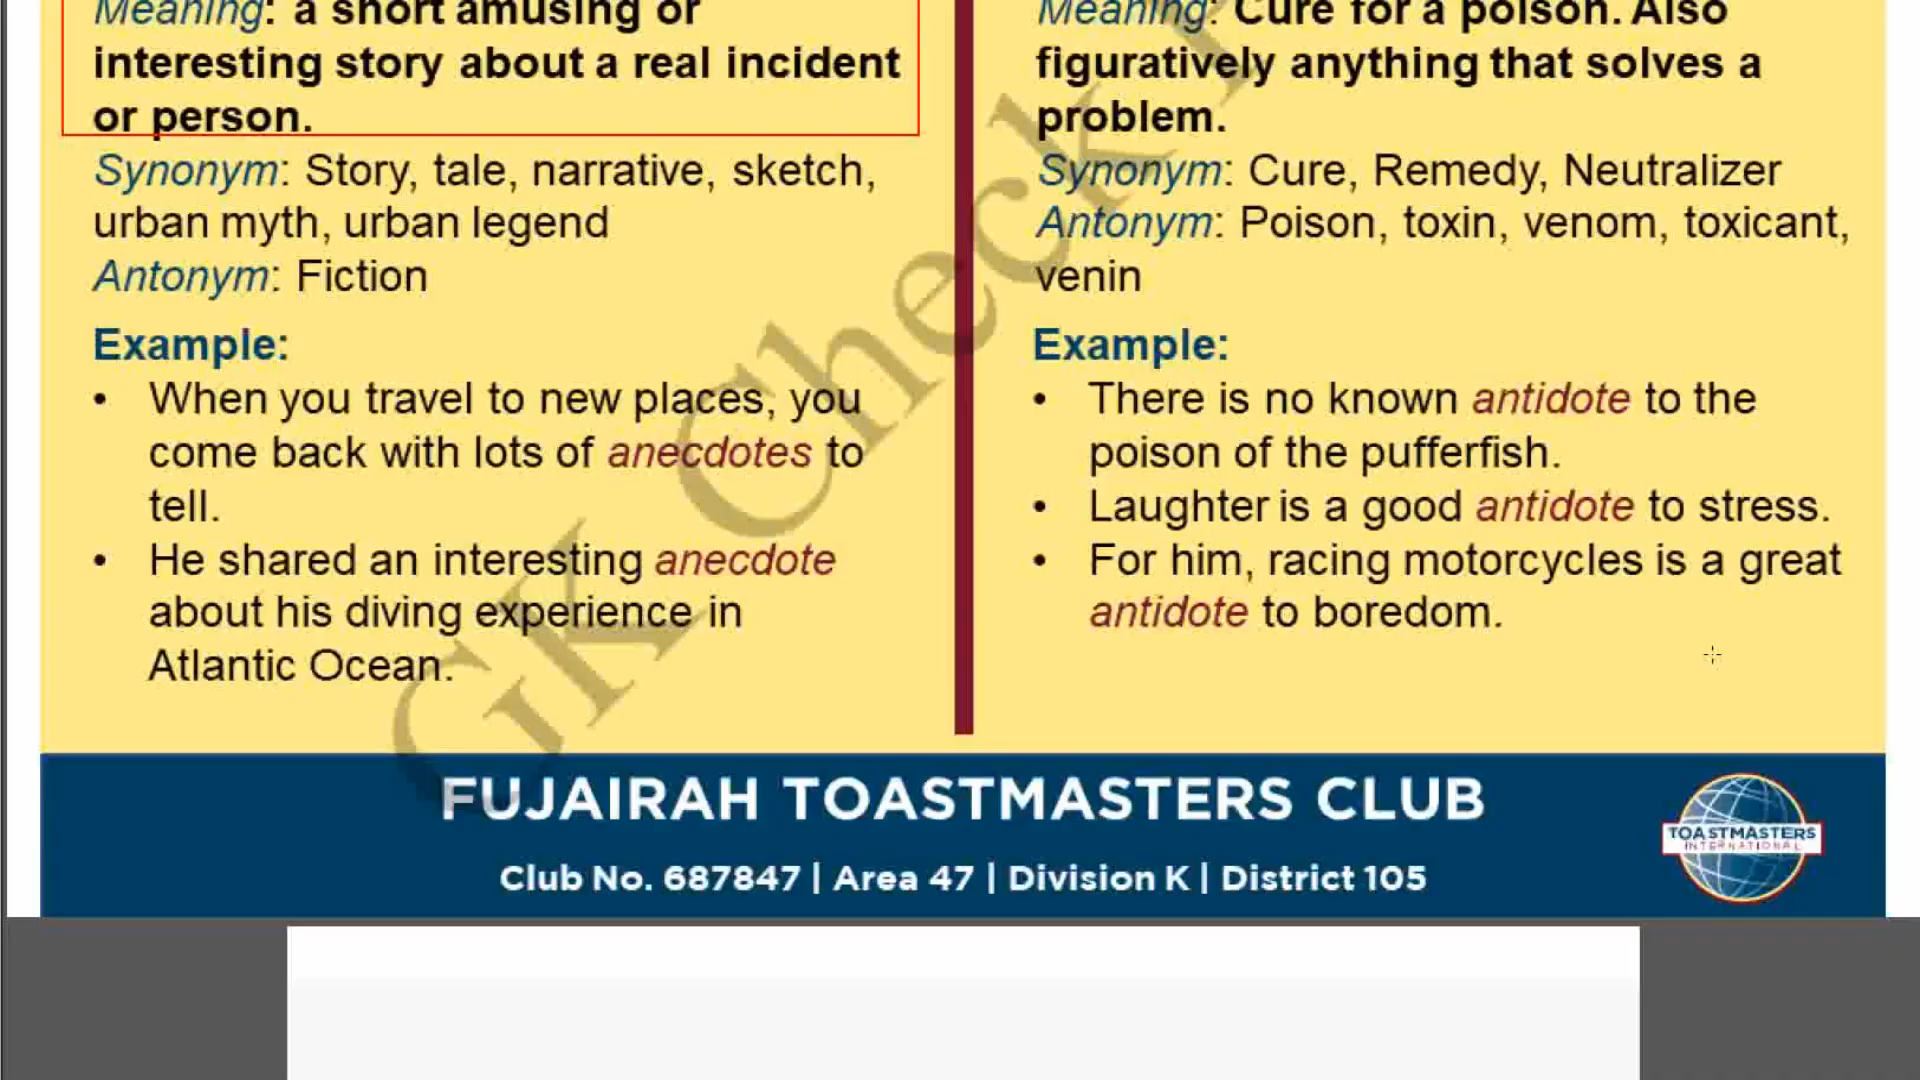 Meaning: a short amusing or
interesting story about a real incident
or person.
Synonym: Story, tale, narrative, sketch,
urban myth, urban legend
Antonym: Fiction
Example:
• When you travel to new places, you
come back with lots of anecdotes to
tell.
• He shared an interesting anecdote
about his diving experience in
Atlantic Ocean.
Meaning: Cure for a poison. Also
figuratively anything that solves a
problem.
Synonym: Cure, Remedy, Neutralizer
Antonym: Poison, toxin, venom, toxicant,
venin
Example:
• There is no known antidote to the
poison of the pufferfish.
• Laughter is a good antidote to stress.
• For him, racing motorcycles is a great
antidote to boredom.
GK Check
FUJAIRAH TOASTMASTERS CLUB
Club No. 687847 | Area 47 | Division K | District 105
TOASTMASTERS
INTERNATIONAL